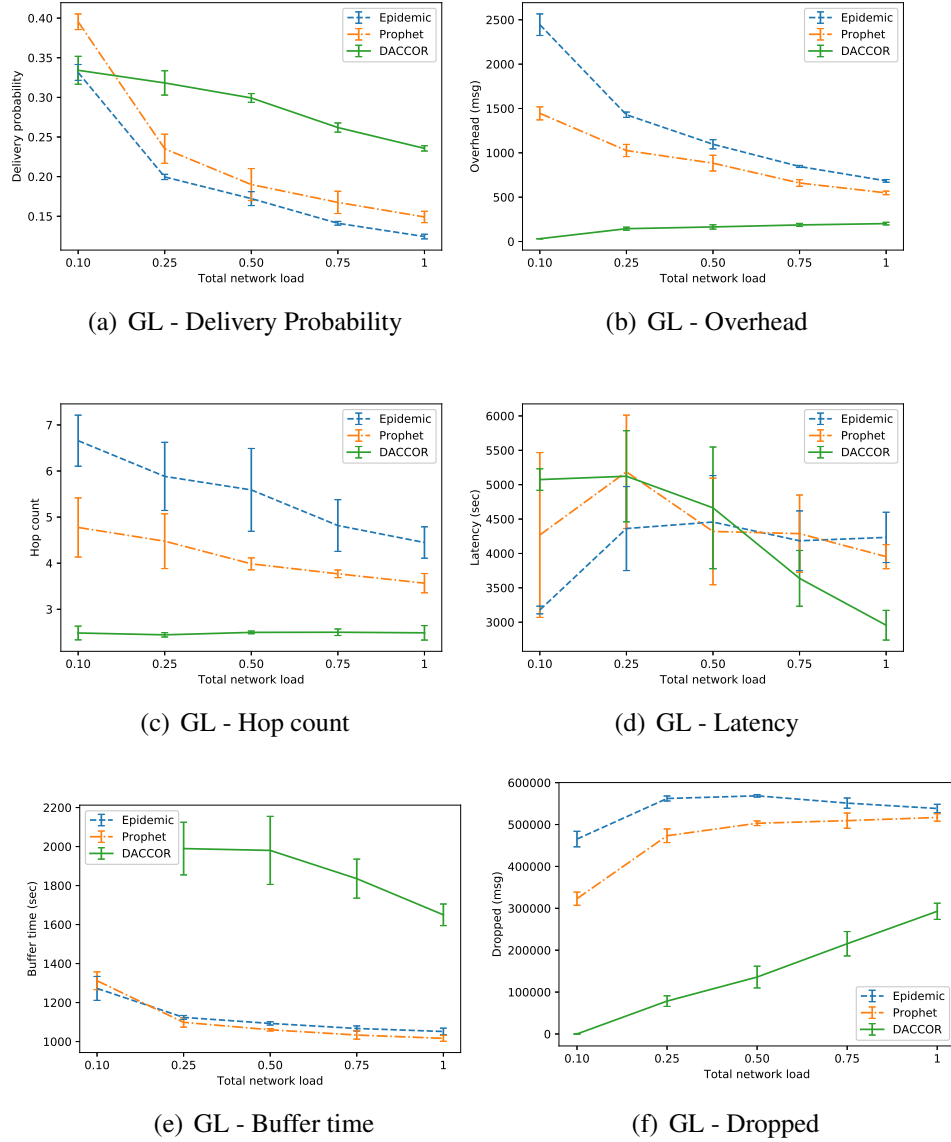 0.40
0.35
0.30
0.25
0.20
0.15
Delivery probability
0.10 0.25 0.50 0.75 1
Total network load
Epidemic
Prophet
DACCOR
(a) GL - Delivery Probability
2500
2000
1500
1000
500
0
Overhead (msg)
0.10 0.25 0.50 0.75 1
Total network load
Epidemic
Prophet
DACCOR
(b) GL - Overhead
7
6
5
4
3
Hop count
0.10 0.25 0.50 0.75 1
Total network load
Epidemic
Prophet
DACCOR
(c) GL - Hop count
6000
5500
5000
4500
4000
3500
3000
Latency (sec)
0.10 0.25 0.50 0.75 1
Total network load
Epidemic
Prophet
DACCOR
(d) GL - Latency
2200
2000
1800
1600
1400
1200
1000
Buffer time (sec)
0.10 0.25 0.50 0.75 1
Total network load
Epidemic
Prophet
DACCOR
(e) GL - Buffer time
600000
500000
400000
300000
200000
100000
0
Dropped (msg)
0.10 0.25 0.50 0.75 1
Total network load
Epidemic
Prophet
DACCOR
(f) GL - Dropped